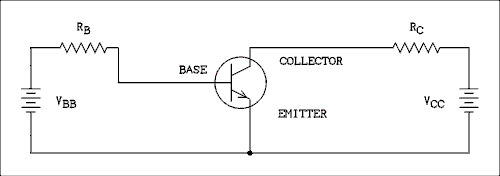 R_B
R_C
BASE
COLLECTOR
V_BB
V_CC
EMITTER